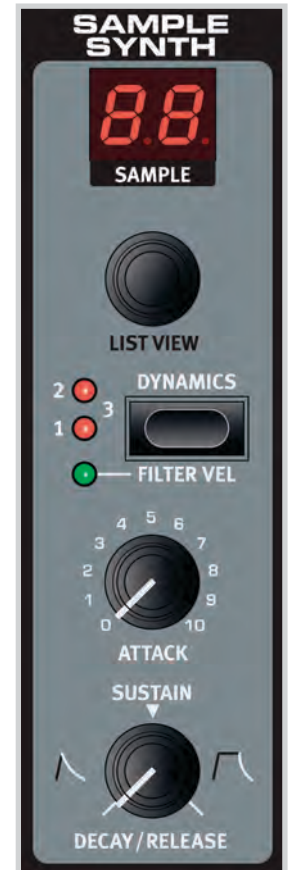 SAMPLE
SYNTH
88.
SAMPLE
LIST VIEW
DYNAMICS
2
3
1
FILTER VEL
5
4 6
3 7
2 8
1 9
0 10
ATTACK
SUSTAIN
DECAY/RELEASE